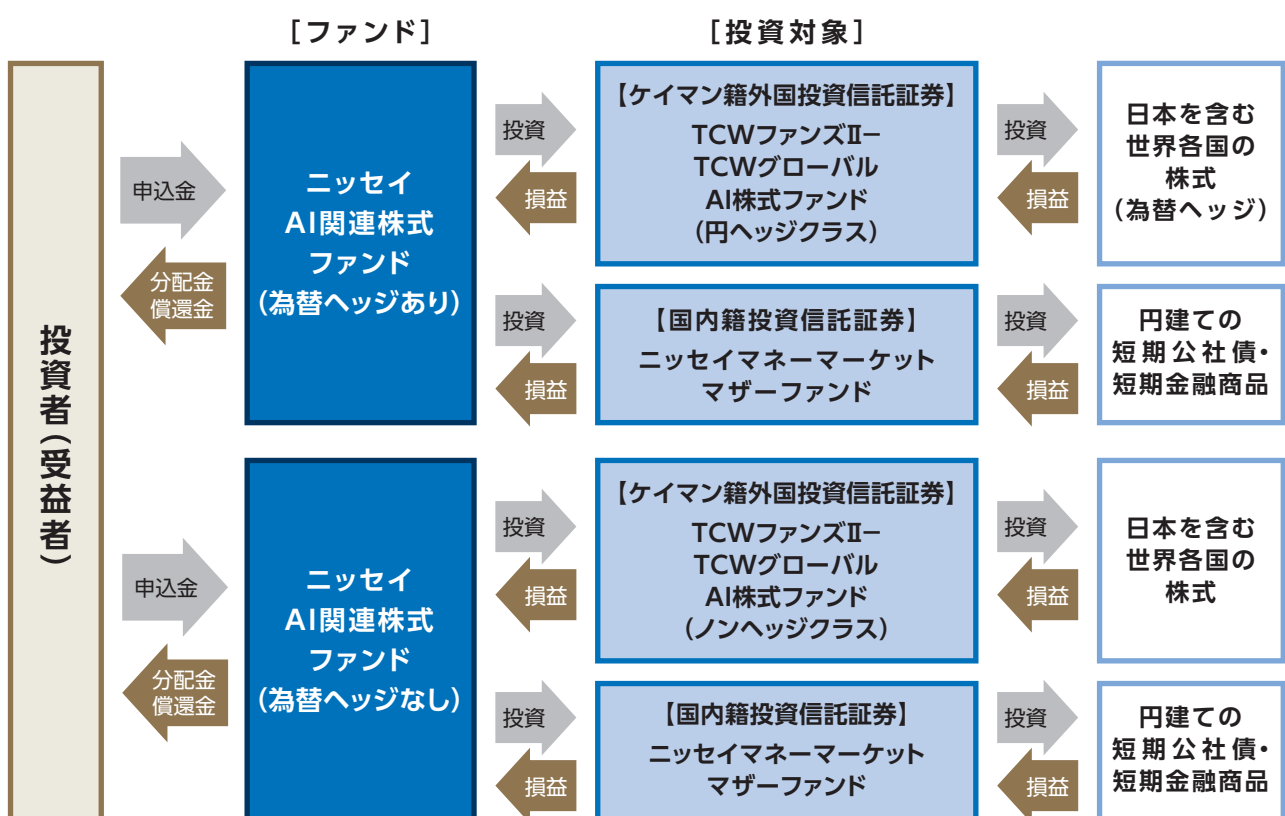 ［ファンド］
［投資対象］
投資者（受益者）
申込金
分配金
償還金
ニッセイ
AI関連株式
ファンド
（為替ヘッジあり）
投資
損益
【ケイマン籍外国投資信託証券】
TCWファンズⅡー
TCWグローバル
AI株式ファンド
（円ヘッジクラス）
投資
損益
日本を含む
世界各国の
株式
（為替ヘッジ）
投資
損益
【国内籍投資信託証券】
ニッセイマネーマーケット
マザーファンド
投資
損益
円建ての
短期公社債・
短期金融商品
申込金
分配金
償還金
ニッセイ
AI関連株式
ファンド
（為替ヘッジなし）
投資
損益
【ケイマン籍外国投資信託証券】
TCWファンズⅡー
TCWグローバル
AI株式ファンド
（ノンヘッジクラス）
投資
損益
日本を含む
世界各国の
株式
投資
損益
【国内籍投資信託証券】
ニッセイマネーマーケット
マザーファンド
投資
損益
円建ての
短期公社債・
短期金融商品